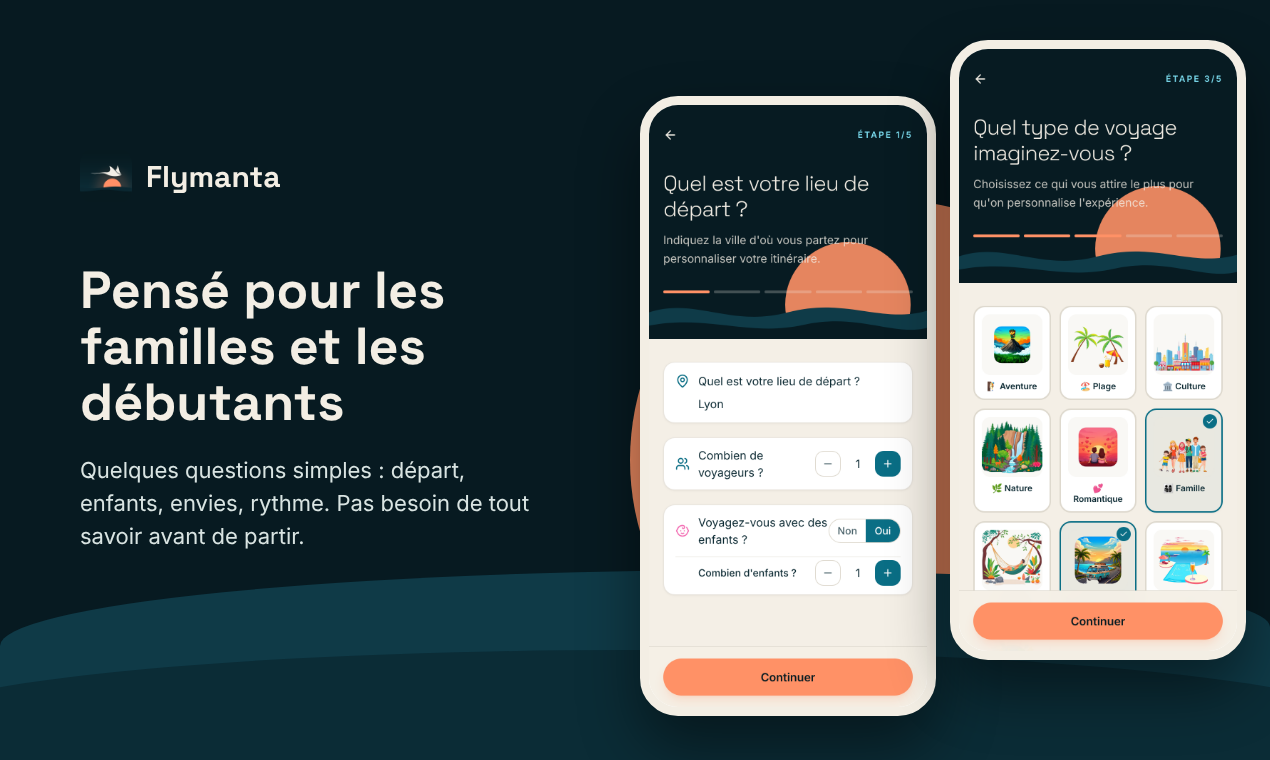 Flymanta
Pensé pour les
familles et les
débutants
Quelques questions simples : départ,
enfants, envies, rythme. Pas besoin de tout
savoir avant de partir.
ÉTAPE 1/5
Quel est votre lieu de
départ ?
Indiquez la ville d'où vous partez pour
personnaliser votre itinéraire.
Quel est votre lieu de départ ?
Lyon
Combien de
voyageurs ?
1
Voyagez-vous avec des
enfants ?
Non
Oui
Combien d'enfants ?
1
Continuer
ÉTAPE 3/5
Quel type de voyage
imaginez-vous ?
Choisissez ce qui vous attire le plus pour
qu'on personnalise l'expérience.
Aventure
Plage
Culture
Nature
Romantique
Famille
Continuer